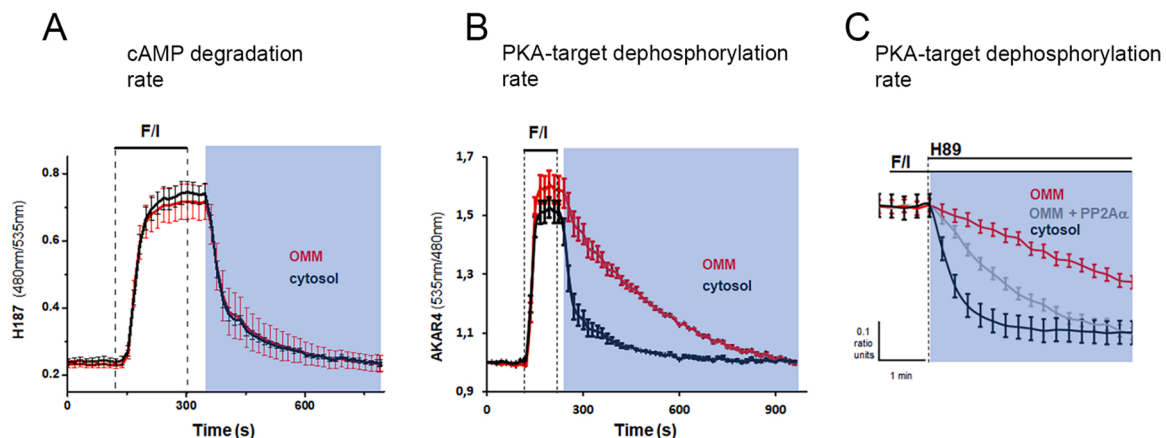 A
cAMP degradation
rate
F/I
H187 (480nm/535nm)
0.8
0.6
0.4
0.2
OMM
cytosol
0
300
600
Time (s)
B
PKA-target dephosphorylation
rate
F/I
AKAR4 (535nm/480nm)
1,7
1,5
1,3
1,1
0,9
OMM
cytosol
0
300
600
900
Time (s)
C
PKA-target dephosphorylation
rate
H89
F/I
OMM
OMM + PP2Aα
cytosol
0.1
ratio
units
1 min